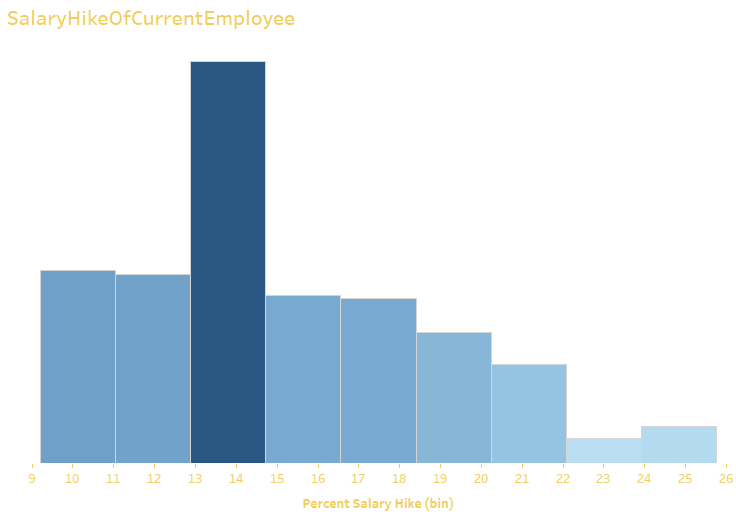 SalaryHikeOfCurrentEmployee
9 10 11 12 13 14 15 16 17 18 19 20 21 22 23 24 25 26
Percent Salary Hike (bin)